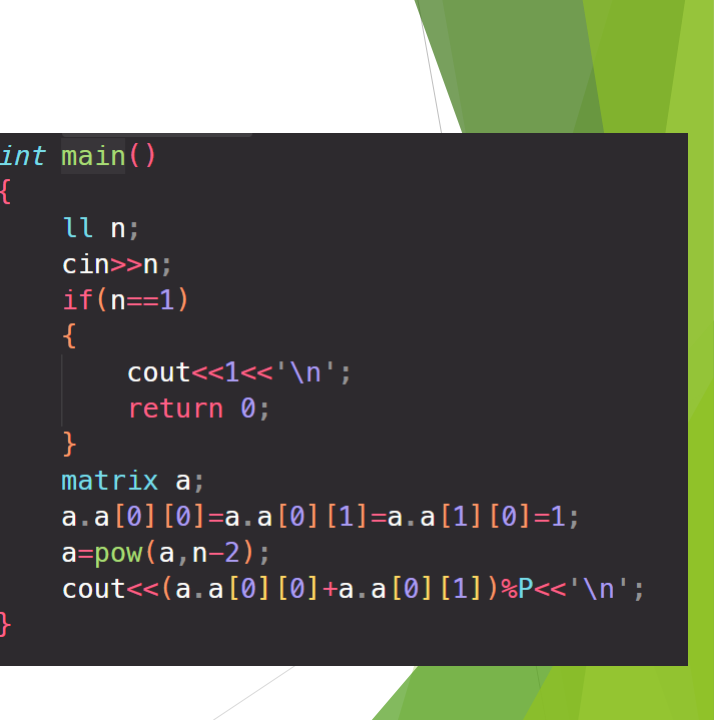 int main()
{
    ll n;
    cin>>n;
    if(n==1)
    {
        cout<<1<<'\n';
        return 0;
    }
    matrix a;
    a.a[0][0]=a.a[0][1]=a.a[1][0]=1;
    a=pow(a,n-2);
    cout<<(a.a[0][0]+a.a[0][1])%P<<'\n';
}